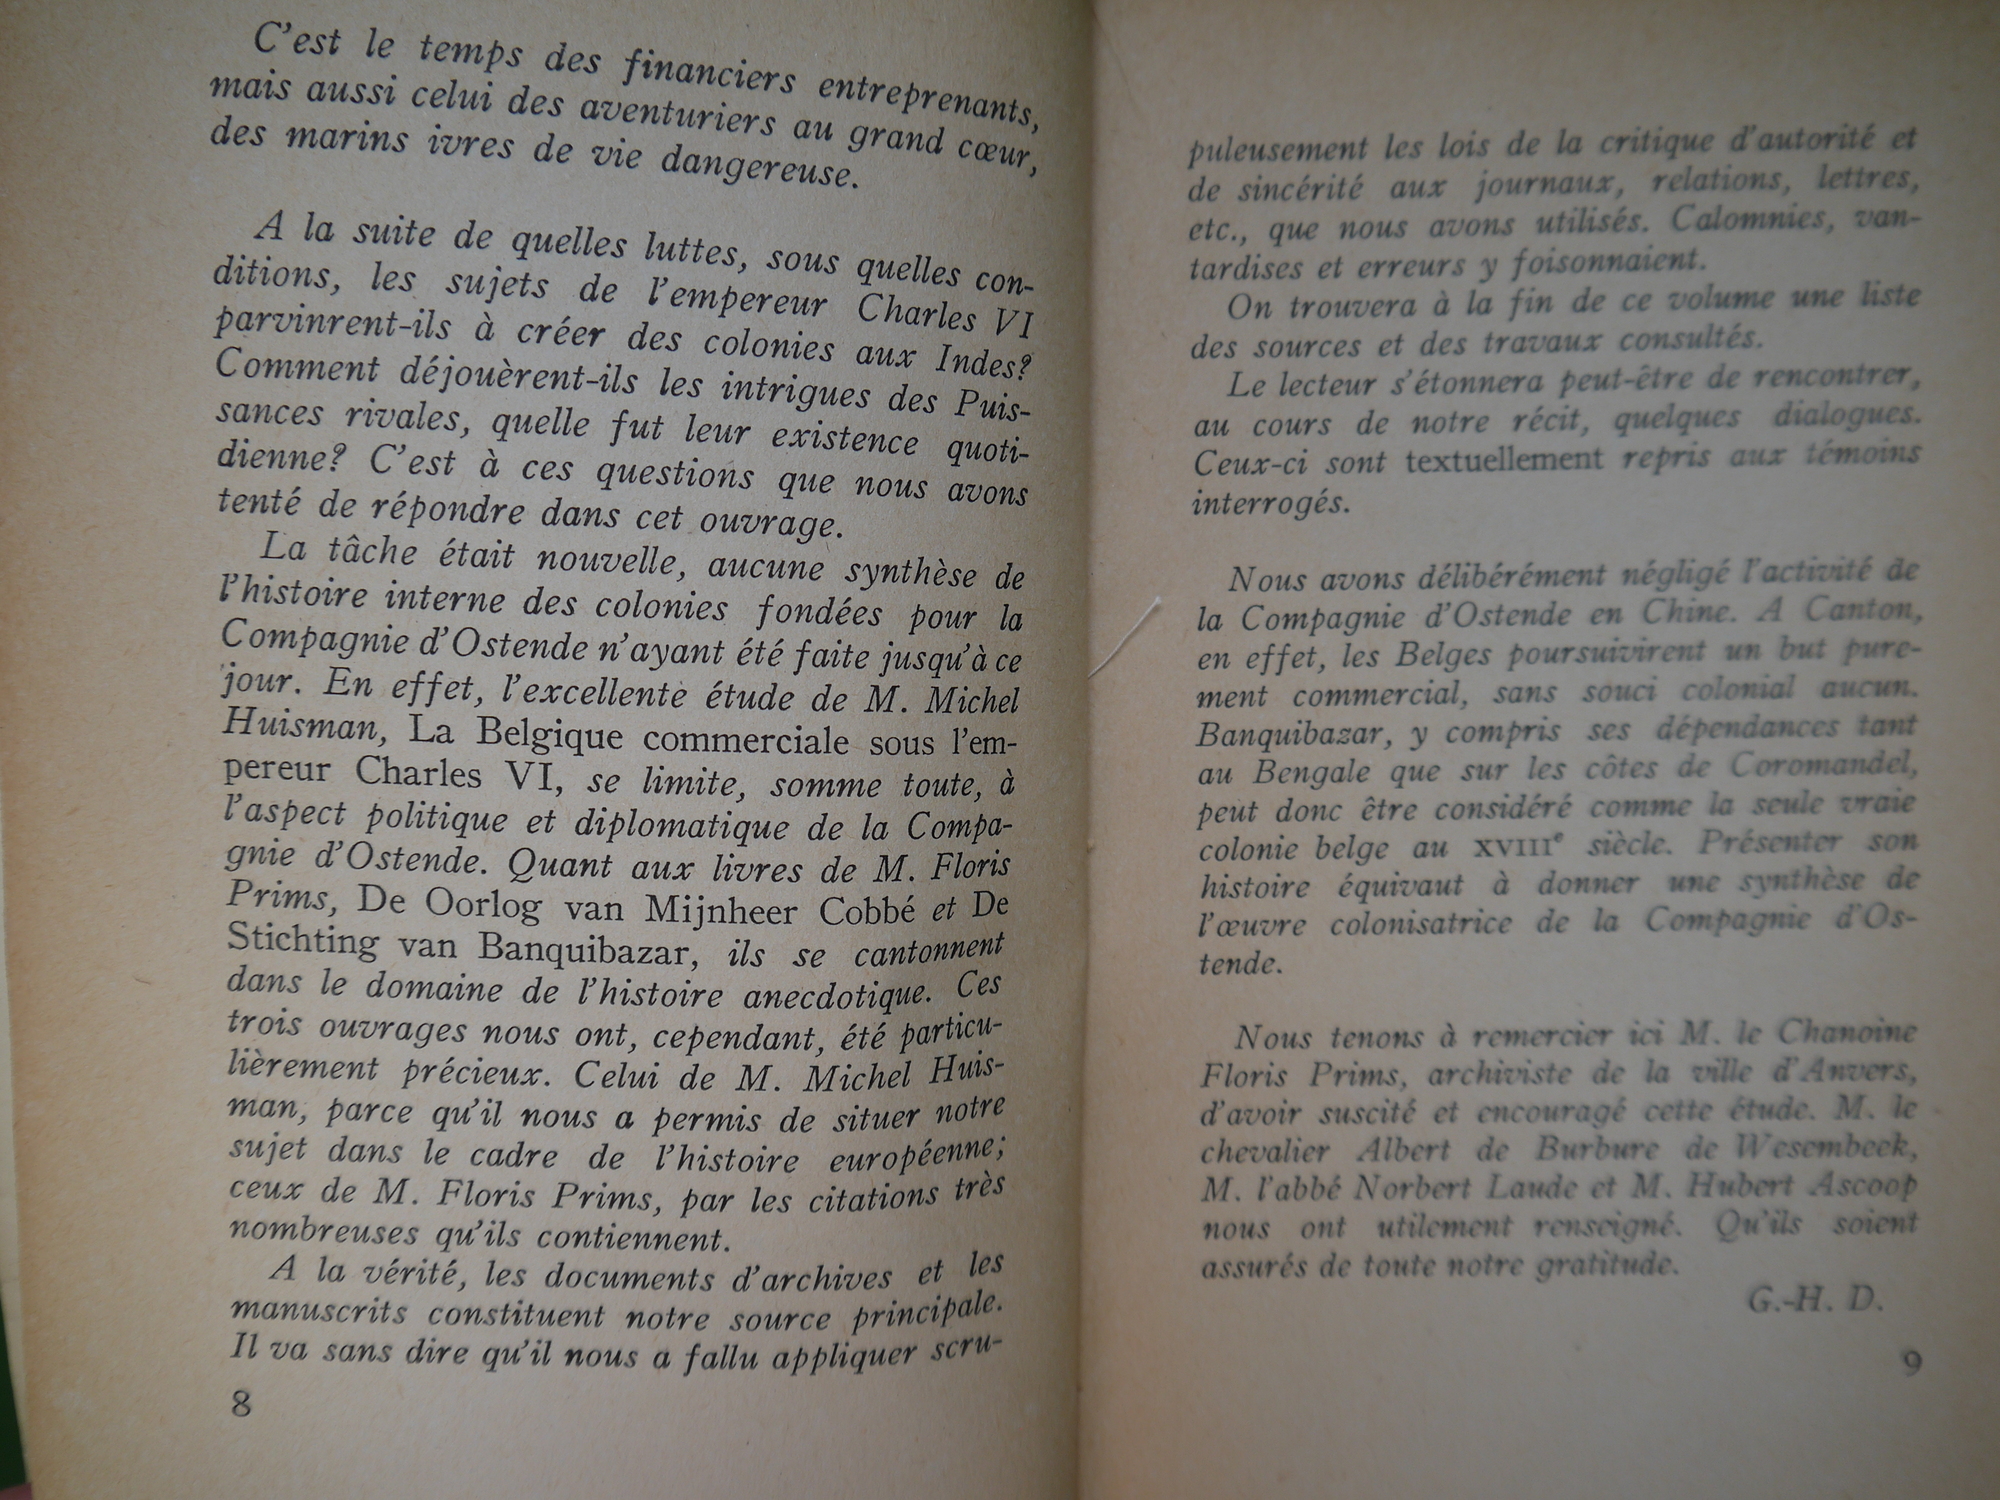 C'est le temps des financiers entreprenants,
mais aussi celui des aventuriers au grand cœur,
des marins ivres de vie dangereuse.
A la suite de quelles luttes, sous quelles con-
ditions, les sujets de l'empereur Charles VI
parvinrent-ils à créer des colonies aux Indes?
Comment déjouèrent-ils les intrigues des Puis-
sances rivales, quelle fut leur existence quoti-
dienne? C'est à ces questions que nous avons
tenté de répondre dans cet ouvrage.
La tâche était nouvelle, aucune synthèse de
l'histoire interne des colonies fondées pour la
Compagnie d'Ostende n'ayant été faite jusqu'à ce
jour. En effet, l'excellente étude de M. Michel
Huisman, La Belgique commerciale sous l'em-
pereur Charles VI, se limite, somme toute, à
l'aspect politique et diplomatique de la Compa-
gnie d'Ostende. Quant aux livres de M. Floris
Prims, De Oorlog van Mijnheer Cobbé et De
Stichting van Banquibazar, ils se cantonnent
dans le domaine de l'histoire anecdotique. Ces
trois ouvrages nous ont, cependant, été particu-
lièrement précieux. Celui de M. Michel Huis-
man, parce qu'il nous a permis de situer notre
sujet dans le cadre de l'histoire européenne;
ceux de M. Floris Prims, par les citations très
nombreuses qu'ils contiennent.
A la vérité, les documents d'archives et les
manuscrits constituent notre source principale.
Il va sans dire qu'il nous a fallu appliquer scru-
8
puleusement les lois de la critique d'autorité et
de sincérité aux journaux, relations, lettres,
etc., que nous avons utilisés. Calomnies, van-
tardises et erreurs y foisonnaient.
On trouvera à la fin de ce volume une liste
des sources et des travaux consultés.
Le lecteur s'étonnera peut-être de rencontrer,
au cours de notre récit, quelques dialogues.
Ceux-ci sont textuellement repris aux témoins
interrogés.
Nous avons délibérément négligé l'activité de
la Compagnie d'Ostende en Chine. A Canton,
en effet, les Belges poursuivirent un but pure-
ment commercial, sans souci colonial aucun.
Banquibazar, y compris ses dépendances tant
au Bengale que sur les côtes de Coromandel,
peut donc être considéré comme la seule vraie
colonie belge au XVIIIe siècle. Présenter son
histoire équivaut à donner une synthèse de
l'œuvre colonisatrice de la Compagnie d'Os-
tende.
Nous tenons à remercier ici M. le Chanoine
Floris Prims, archiviste de la ville d'Anvers,
d'avoir suscité et encouragé cette étude. M. le
chevalier Albert de Burbure de Wesembeek,
M. l'abbé Norbert Laude et M. Hubert Ascoop
nous ont utilement renseigné. Qu'ils soient
assurés de toute notre gratitude.
G.-H. D.
9